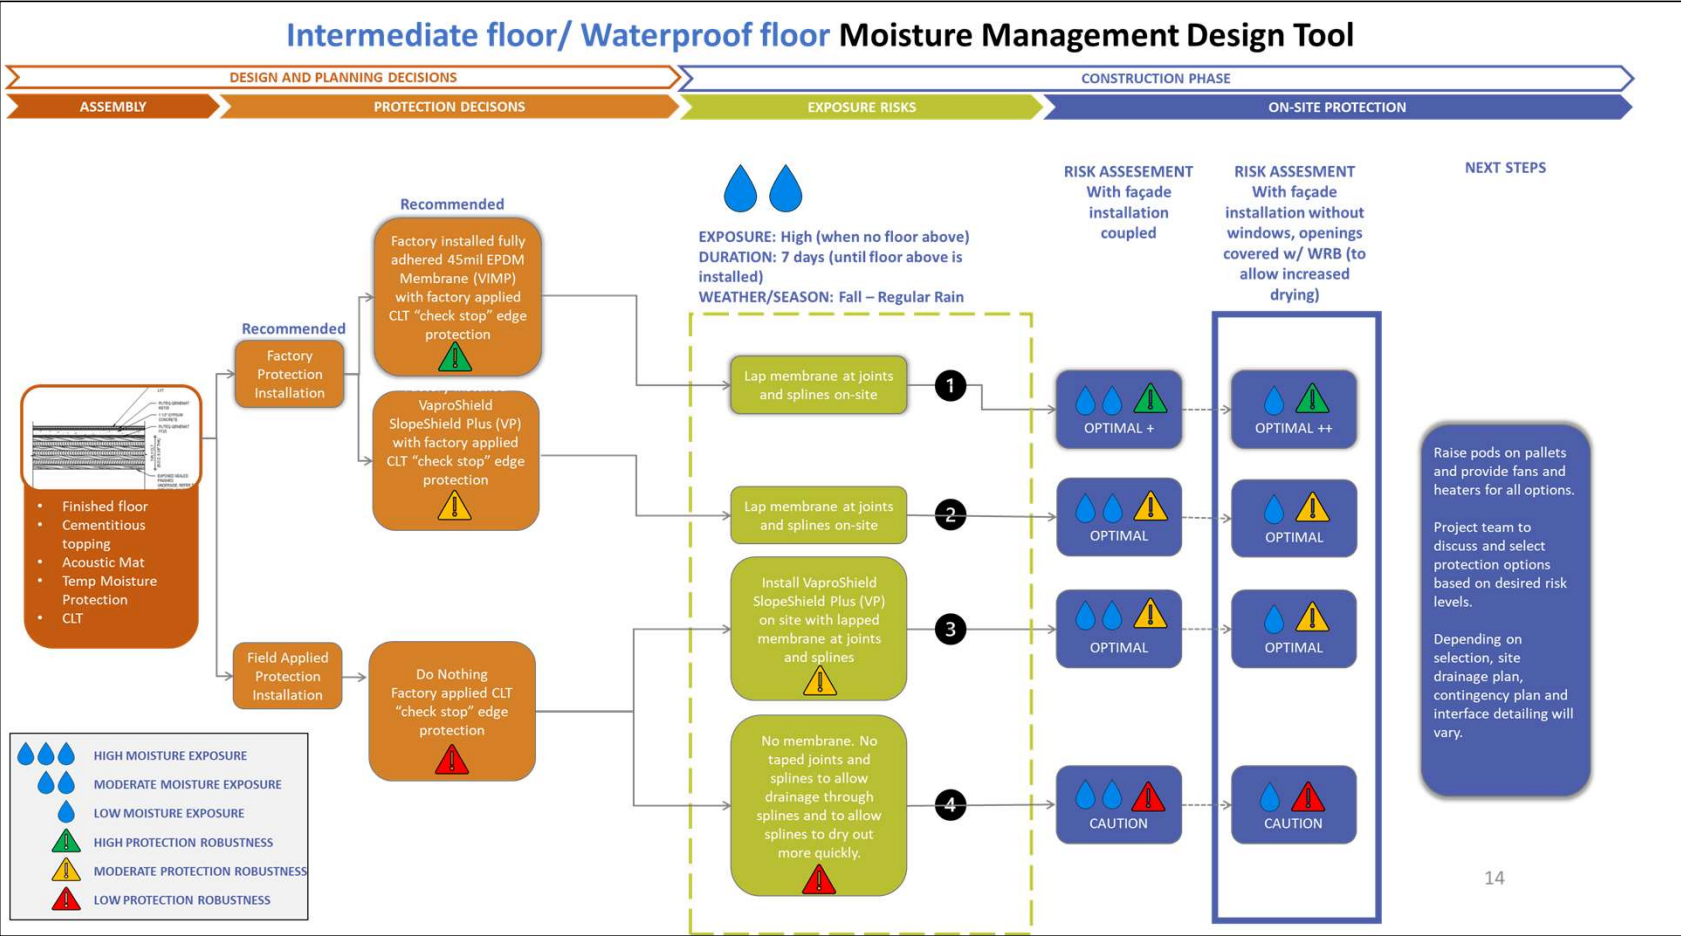 Intermediate floor/ Waterproof floor Moisture Management Design Tool
DESIGN AND PLANNING DECISIONS
CONSTRUCTION PHASE
ASSEMBLY
PROTECTION DECISONS
EXPOSURE RISKS
ON-SITE PROTECTION
Finished floor
Cementitious
topping
Acoustic Mat
Temp Moisture
Protection
CLT
Recommended
Factory
Protection
Installation
Field Applied
Protection
Installation
Recommended
Factory installed fully
adhered 45mil EPDM
Membrane (VIMP)
with factory applied
CLT “check stop” edge
protection
VaproShield
SlopeShield Plus (VP)
with factory applied
CLT “check stop” edge
protection
Do Nothing
Factory applied CLT
“check stop” edge
protection
EXPOSURE: High (when no floor above)
DURATION: 7 days (until floor above is
installed)
WEATHER/SEASON: Fall – Regular Rain
Lap membrane at joints
and splines on-site
1
Lap membrane at joints
and splines on-site
2
Install VaproShield
SlopeShield Plus (VP)
on site with lapped
membrane at joints
and splines
3
No membrane. No
taped joints and
splines to allow
drainage through
splines and to allow
splines to dry out
more quickly.
4
RISK ASSESEMENT
With façade
installation
coupled
OPTIMAL +
OPTIMAL
OPTIMAL
CAUTION
RISK ASSESMENT
With façade
installation without
windows, openings
covered w/ WRB (to
allow increased
drying)
OPTIMAL ++
OPTIMAL
OPTIMAL
CAUTION
NEXT STEPS
Raise pods on pallets
and provide fans and
heaters for all options.
Project team to
discuss and select
protection options
based on desired risk
levels.
Depending on
selection, site
drainage plan,
contingency plan and
interface detailing will
vary.
HIGH MOISTURE EXPOSURE
MODERATE MOISTURE EXPOSURE
LOW MOISTURE EXPOSURE
HIGH PROTECTION ROBUSTNESS
MODERATE PROTECTION ROBUSTNESS
LOW PROTECTION ROBUSTNESS
14